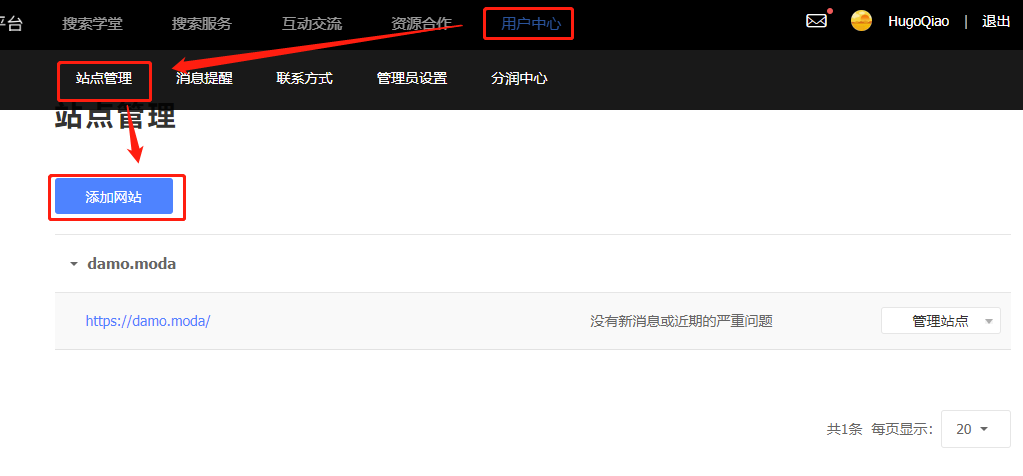 平台 搜索学堂 搜索服务 互动交流 资源合作 用户中心 HugoQiao | 退出
站点管理 消息提醒 联系方式 管理员设置 分润中心
站点管理
添加网站
damo.moda
https://damo.moda/ 没有新消息或近期的严重问题 管理站点
共1条 每页显示： 20